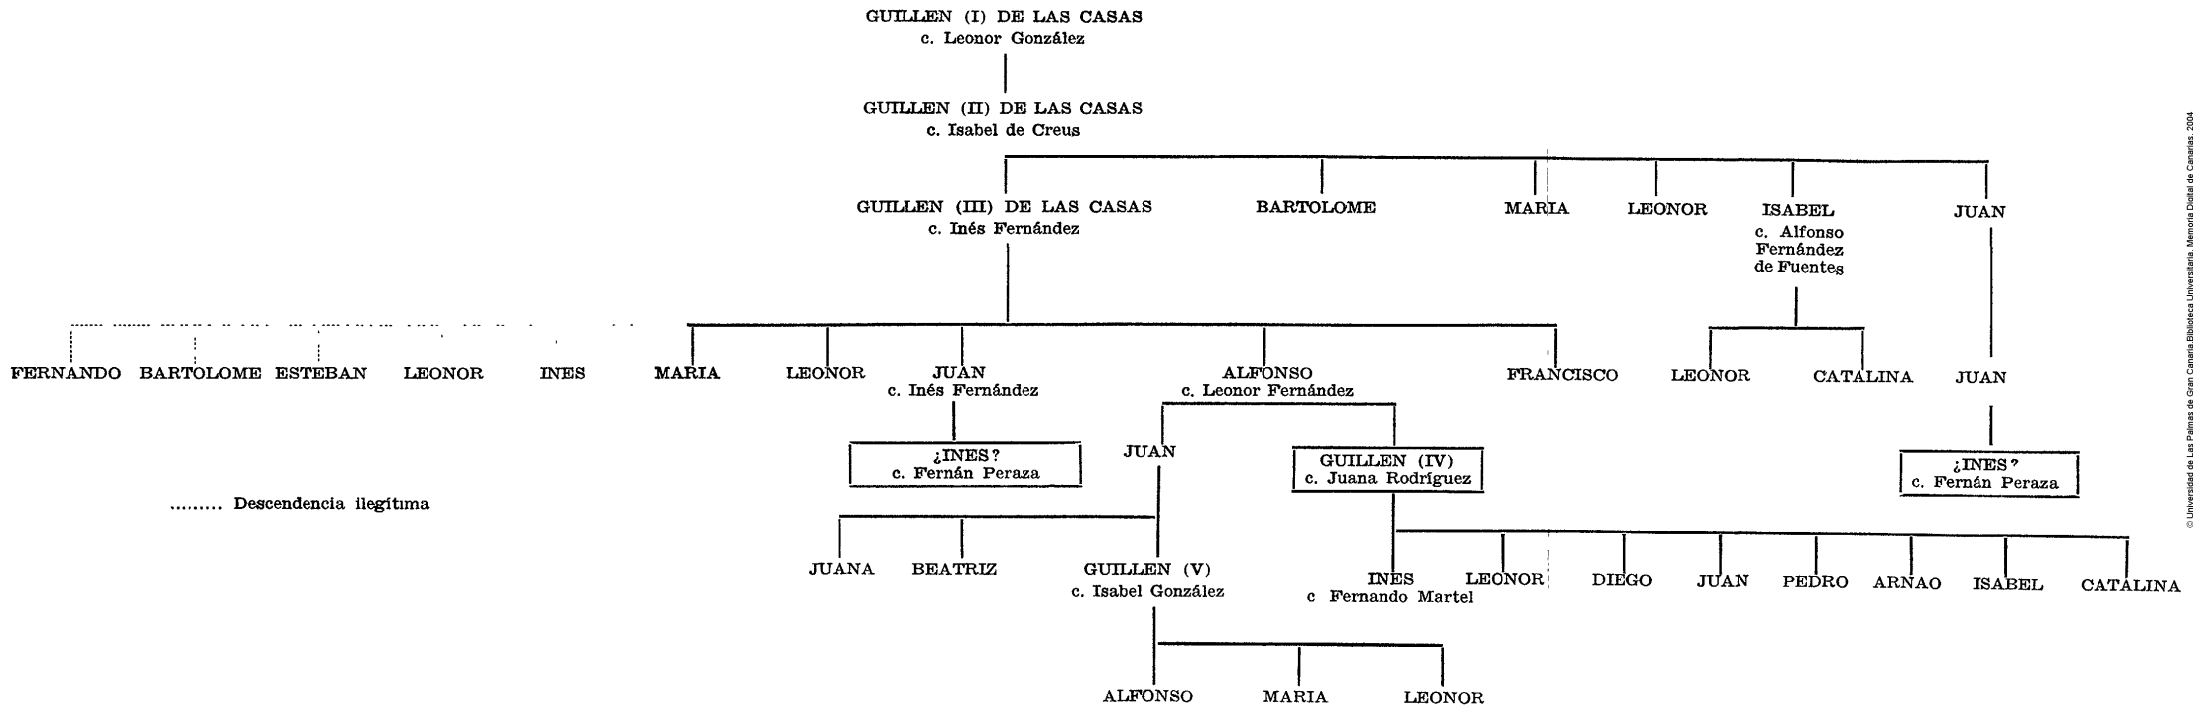 GUILLEN (I) DE LAS CASAS
c. Leonor González
GUILLEN (II) DE LAS CASAS
c. Isabel de Creus
GUILLEN (III) DE LAS CASAS
c. Inés Fernández
BARTOLOME
MARIA
LEONOR
ISABEL
c. Alfonso
Fernández
de Fuentes
JUAN
FERNANDO
BARTOLOME
ESTEBAN
LEONOR
INES
MARIA
LEONOR
JUAN
c. Inés Fernández
ALFONSO
c. Leonor Fernández
FRANCISCO
LEONOR
CATALINA
JUAN
¿INES?
c. Fernán Peraza
JUAN
GUILLEN (IV)
c. Juana Rodríguez
¿INES?
c. Fernán Peraza
......... Descendencia ilegítima
JUANA
BEATRIZ
GUILLEN (V)
c. Isabel González
INES
c Fernando Martel
LEONOR
DIEGO
JUAN
PEDRO
ARNAO
ISABEL
CATALINA
ALFONSO
MARIA
LEONOR
© Universidad de Las Palmas de Gran Canaria. Biblioteca Universitaria. Memoria Digital de Canarias, 2004